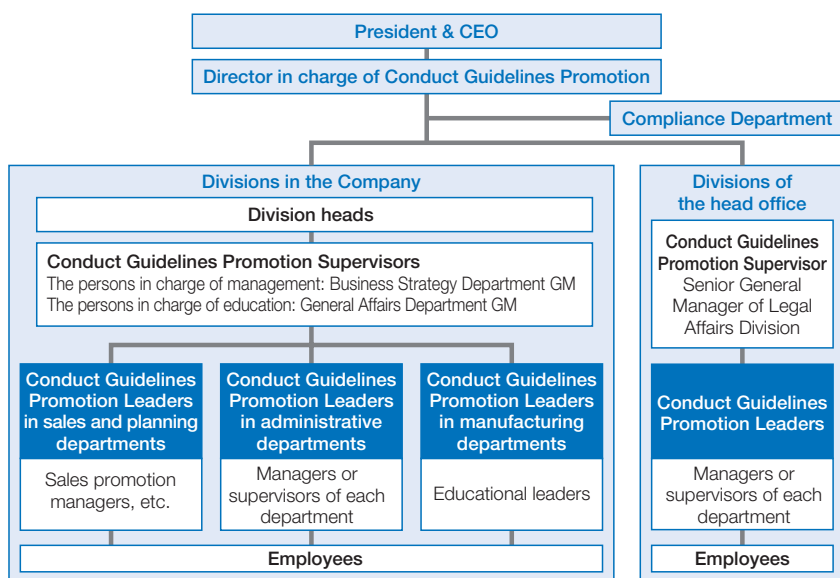 President & CEO
Director in charge of Conduct Guidelines Promotion
Compliance Department
Divisions in the Company
Division heads
Conduct Guidelines Promotion Supervisors
The persons in charge of management: Business Strategy Department GM
The persons in charge of education: General Affairs Department GM
Conduct Guidelines
Promotion Leaders
in sales and planning
departments
Sales promotion
managers, etc.
Conduct Guidelines
Promotion Leaders
in administrative
departments
Managers or
supervisors of each
department
Conduct Guidelines
Promotion Leaders
in manufacturing
departments
Educational leaders
Employees
Divisions of
the head office
Conduct Guidelines
Promotion Supervisor
Senior General
Manager of Legal
Affairs Division
Conduct Guidelines
Promotion Leaders
Managers or
supervisors of each
department
Employees